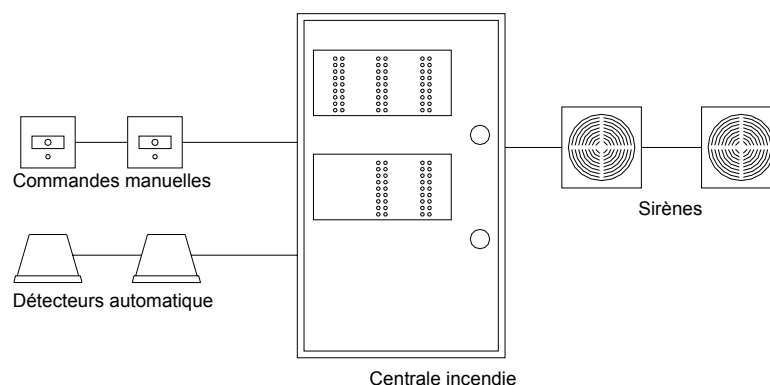 Commandes manuelles
Sirènes
Détecteurs automatique
Centrale incendie